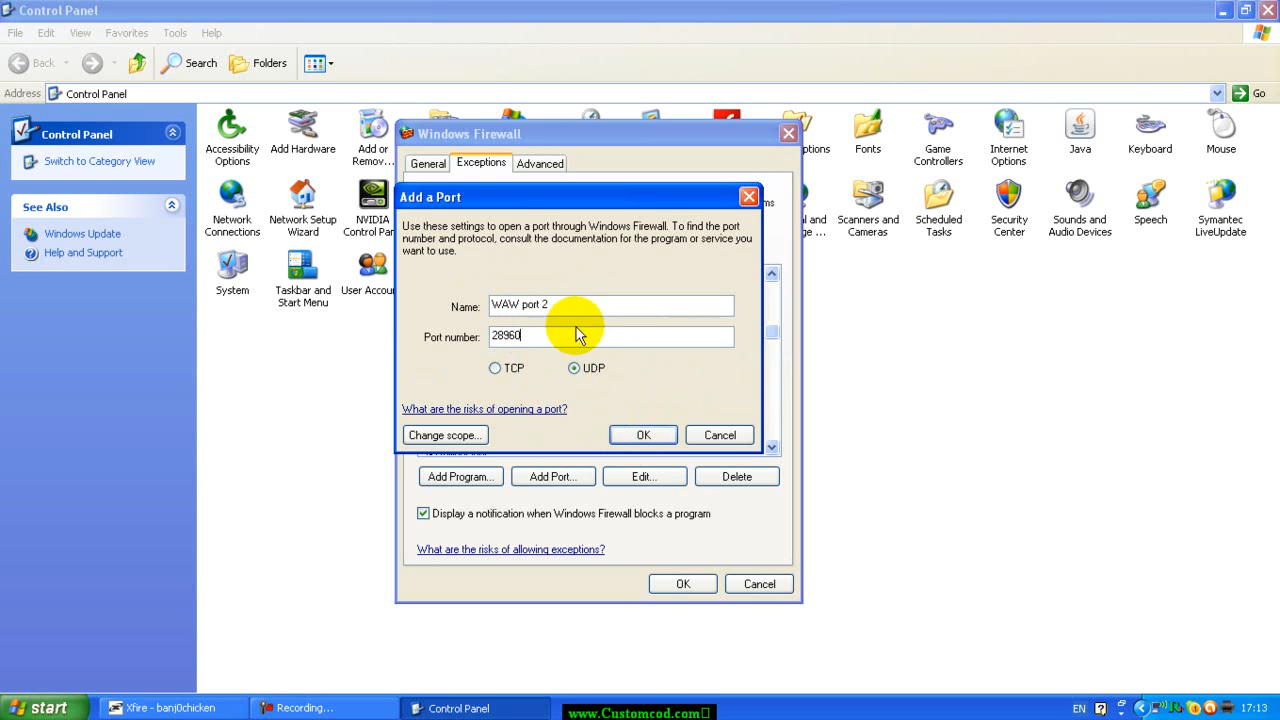 Control Panel
File Edit View Favorites Tools Help
Back Search Folders
Address Control Panel Go
Control Panel
Switch to Category View
See Also
Windows Update
Help and Support
Accessibility Options
Add Hardware
Add or Remov...
Fonts
Game Controllers
Internet Options
Java
Keyboard
Mouse
Network Connections
Network Setup Wizard
NVIDIA Control Pan
Scanners and Cameras
Scheduled Tasks
Security Center
Sounds and Audio Devices
Speech
Symantec LiveUpdate
System
Taskbar and Start Menu
User Accou
Windows Firewall
General Exceptions Advanced
Add a Port
Use these settings to open a port through Windows Firewall. To find the port
number and protocol, consult the documentation for the program or service you
want to use.
Name: WAW port 2
Port number: 28960
TCP UDP
What are the risks of opening a port?
Change scope... OK Cancel
Add Program... Add Port... Edit... Delete
Display a notification when Windows Firewall blocks a program
What are the risks of allowing exceptions?
OK Cancel
start Xfire - banj0chicken Recording... Control Panel www.Customcod.com EN 17:13